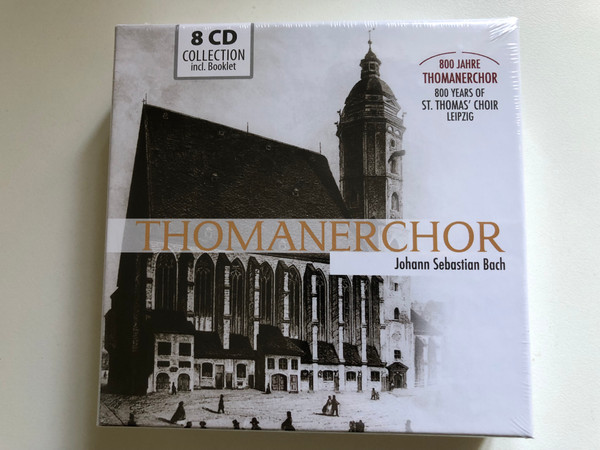 8 CD
COLLECTION
incl. Booklet
800 JAHRE
THOMANERCHOR
800 YEARS OF
ST. THOMAS' CHOIR
LEIPZIG
THOMANERCHOR
Johann Sebastian Bach